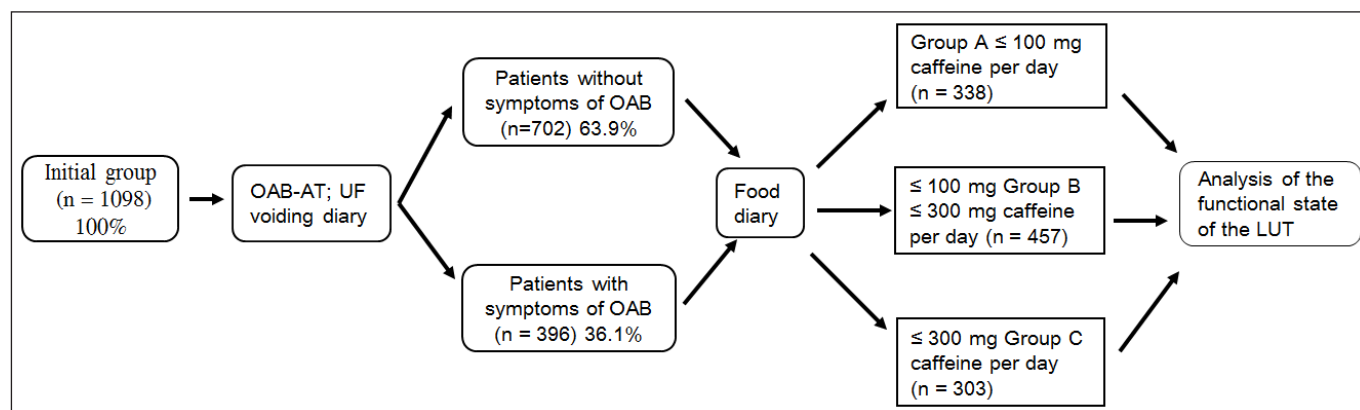 Initial group
(n = 1098)
100%
OAB-AT; UF
voiding diary
Patients without
symptoms of OAB
(n=702) 63.9%
Patients with
symptoms of OAB
(n = 396) 36.1%
Food
diary
Group A ≤ 100 mg
caffeine per day
(n = 338)
≤ 100 mg Group B
≤ 300 mg caffeine
per day (n = 457)
≤ 300 mg Group C
caffeine per day
(n = 303)
Analysis of the
functional state
of the LUT